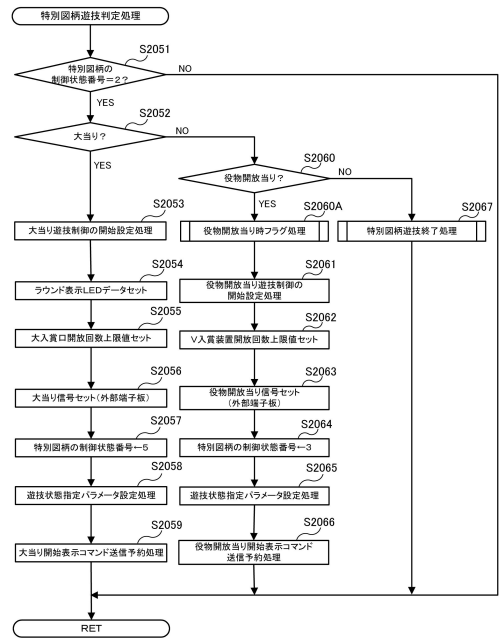 特別図柄遊技判定処理
S2051
特別図柄の
制御状態番号=2?
NO
YES
S2052
大当り?
NO
YES
S2060
役物開放当り?
NO
YES
S2053
大当り遊技制御の開始設定処理
S2060A
役物開放当り時フラグ処理
S2067
特別図柄遊技終了処理
S2054
ラウンド表示LEDデータセット
S2061
役物開放当り遊技制御の
開始設定処理
S2055
大入賞口開放回数上限値セット
S2062
V入賞装置開放回数上限値セット
S2056
大当り信号セット(外部端子板)
S2063
役物開放当り信号セット
(外部端子板)
S2057
特別図柄の制御状態番号←5
S2064
特別図柄の制御状態番号←3
S2058
遊技状態指定パラメータ設定処理
S2065
遊技状態指定パラメータ設定処理
S2059
大当り開始表示コマンド送信予約処理
S2066
役物開放当り開始表示コマンド
送信予約処理
RET